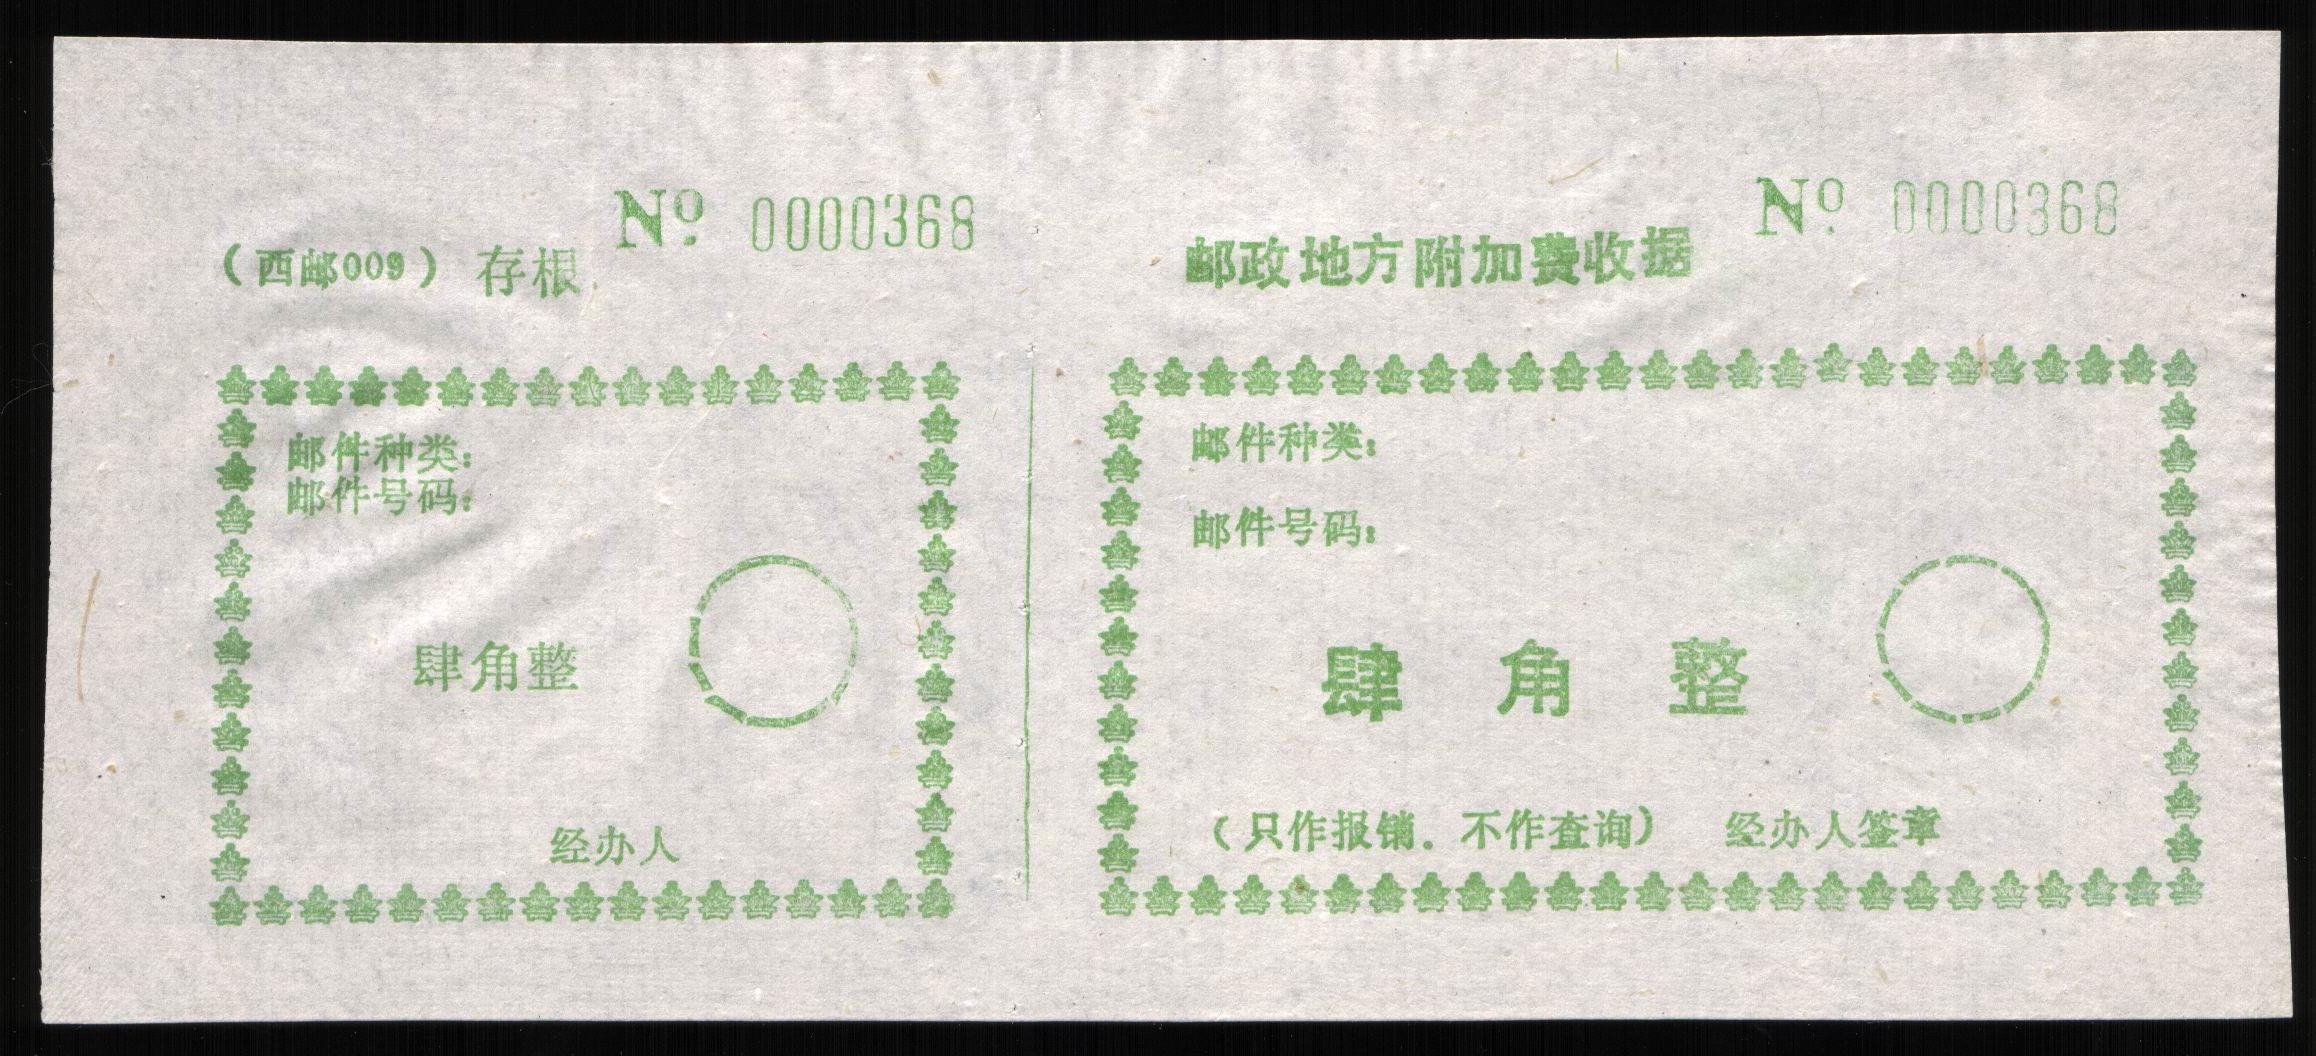 （西邮009）存根 No. 0000368
邮件种类：
邮件号码：
肆角整
经办人
No. 0000368
邮政地方附加费收据
邮件种类：
邮件号码：
肆 角 整
（只作报销．不作查询） 经办人签章